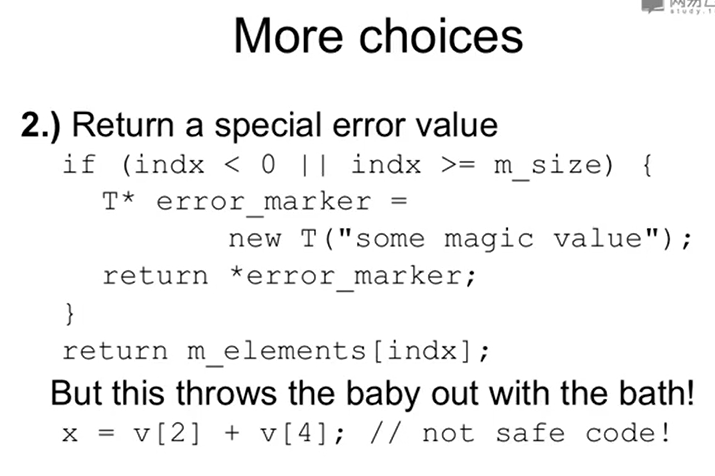 More choices
2.) Return a special error value
if (indx < 0 || indx >= m_size) {
T* error_marker =
new T("some magic value");
return *error_marker;
}
return m_elements[indx];
But this throws the baby out with the bath!
x = v[2] + v[4]; // not safe code!